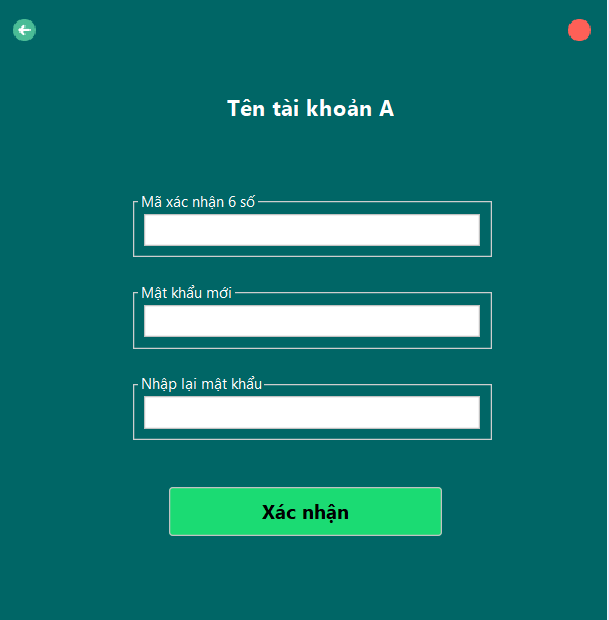 Tên tài khoản A
Mã xác nhận 6 số
Mật khẩu mới
Nhập lại mật khẩu
Xác nhận